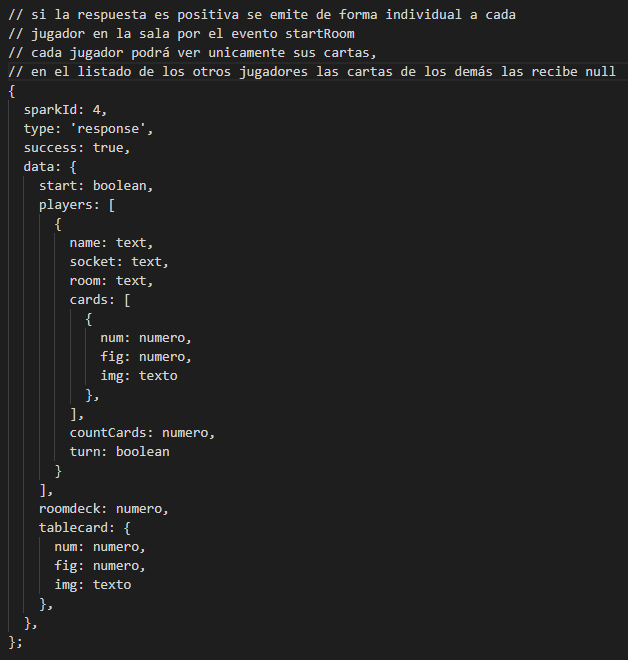 // si la respuesta es positiva se emite de forma individual a cada
// jugador en la sala por el evento startRoom
// cada jugador podrá ver unicamente sus cartas,
// en el listado de los otros jugadores las cartas de los demás las recibe null
{
  sparkId: 4,
  type: 'response',
  success: true,
  data: {
    start: boolean,
    players: [
      {
        name: text,
        socket: text,
        room: text,
        cards: [
          {
            num: numero,
            fig: numero,
            img: texto
          },
        ],
        countCards: numero,
        turn: boolean
      }
    ],
    roomdeck: numero,
    tablecard: {
      num: numero,
      fig: numero,
      img: texto
    },
  },
};